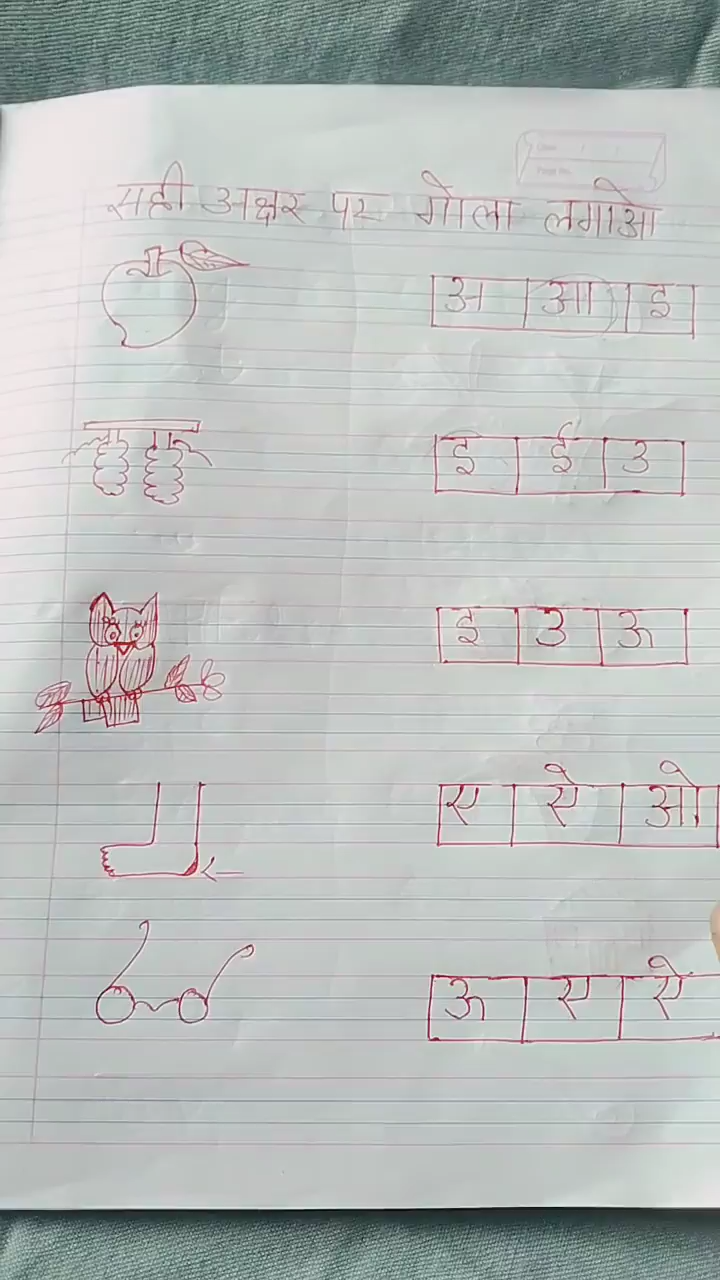 सही अक्षर पर गोला लगाओ
अ आ इ
इ ई उ
इ उ ऊ
ए ऐ ओ
ऊ ए ऐ